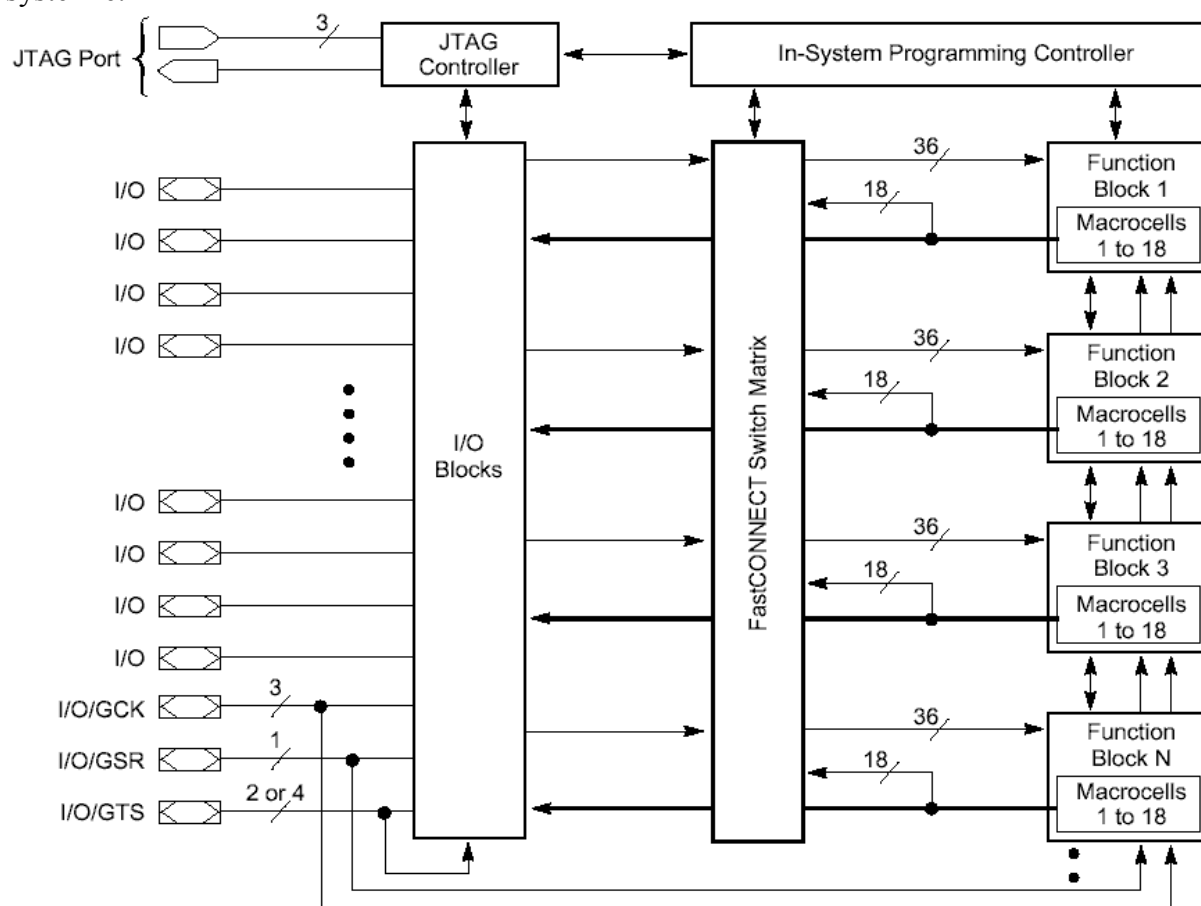 3
JTAG Port
JTAG
Controller
In-System Programming Controller
36
Function
Block 1
18
Macrocells
1 to 18
I/O
I/O
I/O
I/O
36
Function
Block 2
18
Macrocells
1 to 18
I/O
Blocks
FastCONNECT Switch Matrix
I/O
I/O
I/O
I/O
36
Function
Block 3
18
Macrocells
1 to 18
I/O/GCK
3
I/O/GSR
1
I/O/GTS
2 or 4
36
Function
Block N
18
Macrocells
1 to 18